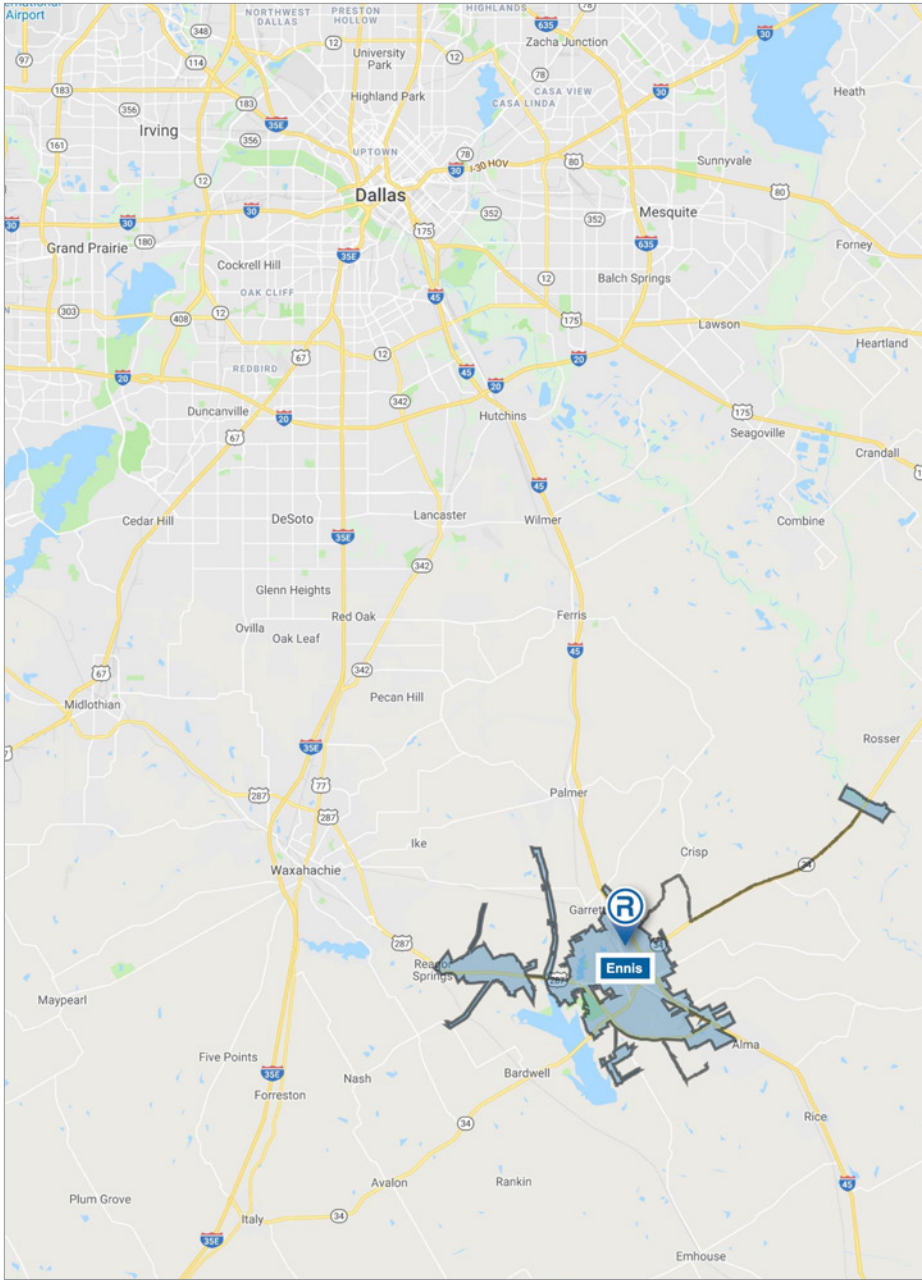 ernational
Airport
NORTHWEST
DALLAS
PRESTON
HOLLOW
HIGHLANDS
78
635
348
12
University
Park
Zacha Junction
30
97
114
12
78
Heath
183
Highland Park
CASA VIEW
30
356
183
35E
CASA LINDA
Irving
356
UPTOWN
78
I-30 HOV
161
80
Sunnyvale
12
30
80
Dallas
30
30
30
352
352
Mesquite
175
635
Grand Prairie
180
35E
Forney
Cockrell Hill
12
Balch Springs
OAK CLIFF
45
303
408
12
175
Lawson
67
12
20
Heartland
REDBIRD
45
20
20
342
Duncanville
20
Hutchins
175
67
Seagoville
Crandall
45
Cedar Hill
DeSoto
Lancaster
Wilmer
Combine
35E
342
Glenn Heights
Red Oak
Ferris
Ovilla
Oak Leaf
45
67
342
Midlothian
Pecan Hill
35E
Rosser
77
287
Palmer
287
Ike
Crisp
34
Waxahachie
R
Garrett
287
34
Reagor
Springs
Ennis
287
Maypearl
Alma
Five Points
35E
Nash
Bardwell
Forreston
34
Rice
Avalon
Rankin
45
Plum Grove
34
Italy
35E
Emhouse